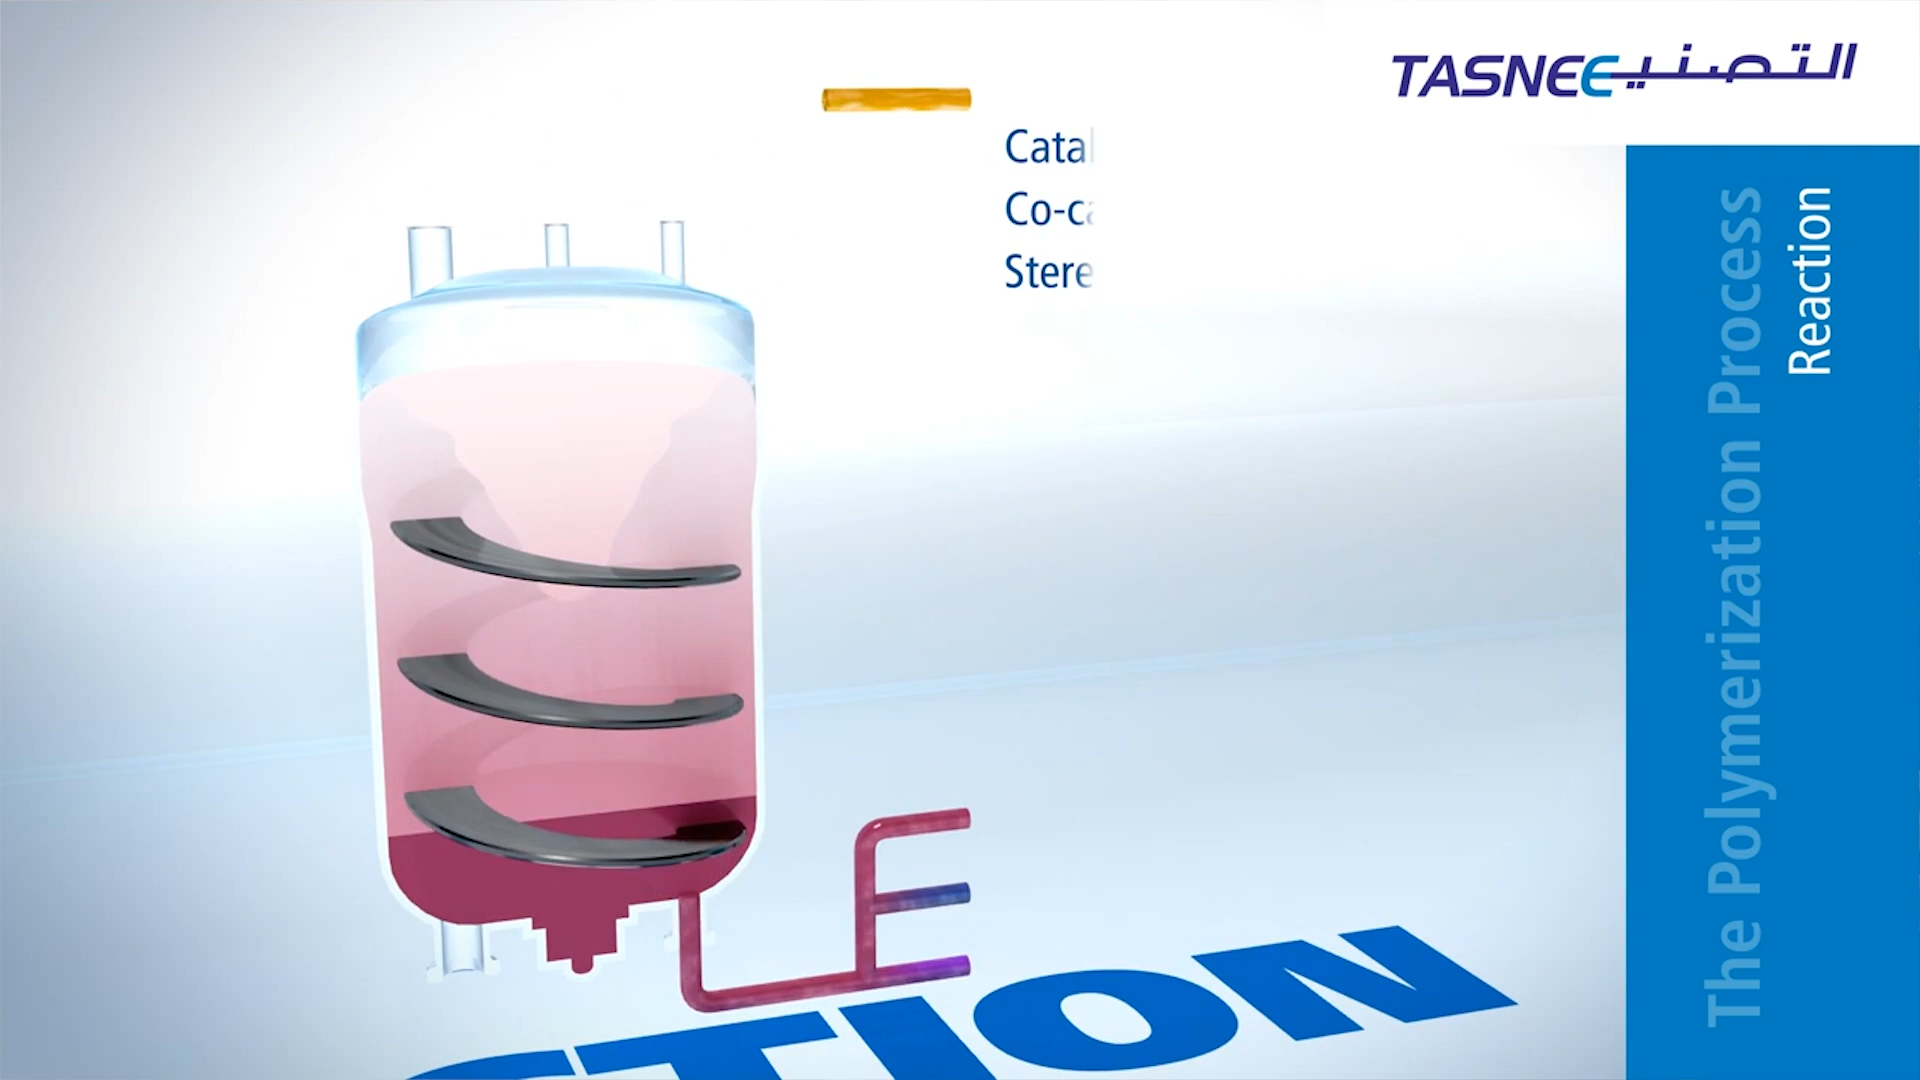 TASNEE التصنيع
Cata
Co-c
Stere
The Polymerization Process
Reaction
TION